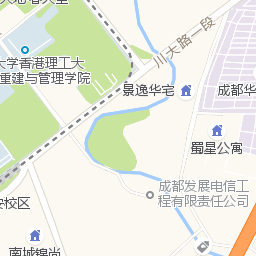 川大路一段
大学香港理工大
重建与管理学院
景逸华宅
成都华
蜀星公寓
成都发展电信工
程有限责任公司
安校区
南城锦尚